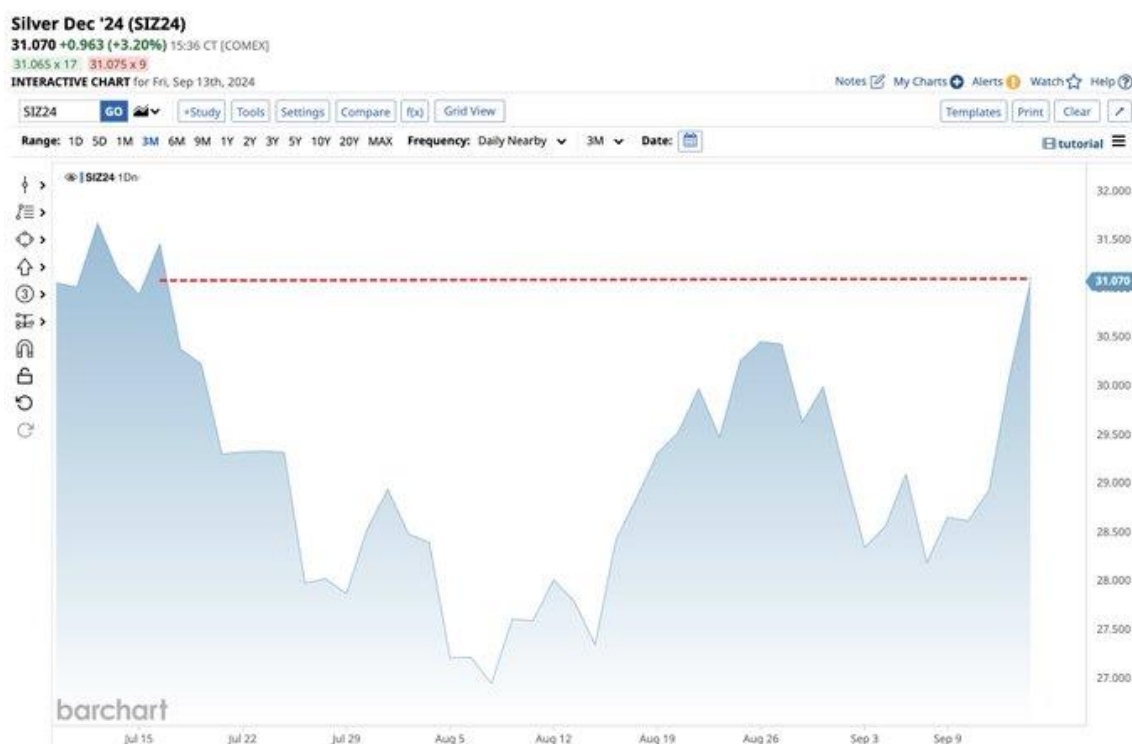 Silver Dec '24 (SIZ24)
31.070 +0.963 (+3.20%) 15:36 CT [COMEX]
31.065 x 17 31.075 x 9
INTERACTIVE CHART for Fri, Sep 13th, 2024
Notes My Charts Alerts Watch Help
SIZ24 GO +Study Tools Settings Compare f(x) Grid View Templates Print Clear
Range: 1D 5D 1M 3M 6M 9M 1Y 2Y 3Y 5Y 10Y 20Y MAX Frequency: Daily Nearby 3M Date:
tutorial
SIZ24 1Dn
3
32.000
31.500
31.070
30.500
30.000
29.500
29.000
28.500
28.000
27.500
27.000
barchart
Jul 15 Jul 22 Jul 29 Aug 5 Aug 12 Aug 19 Aug 26 Sep 3 Sep 9